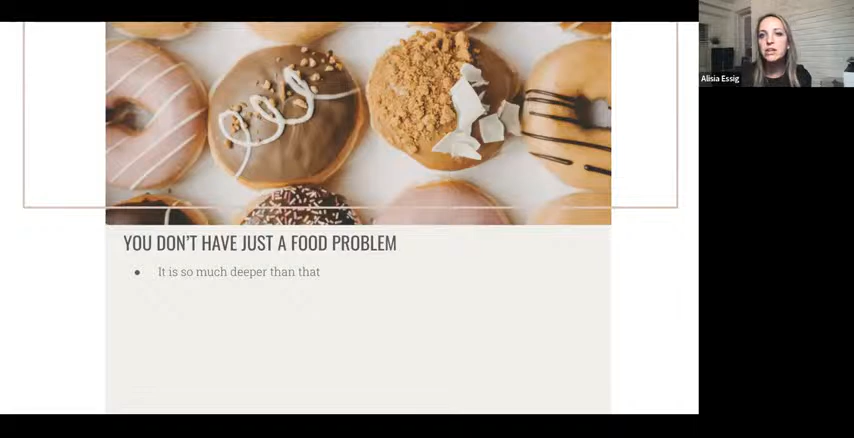 Alisia Essig
YOU DON'T HAVE JUST A FOOD PROBLEM
● It is so much deeper than that